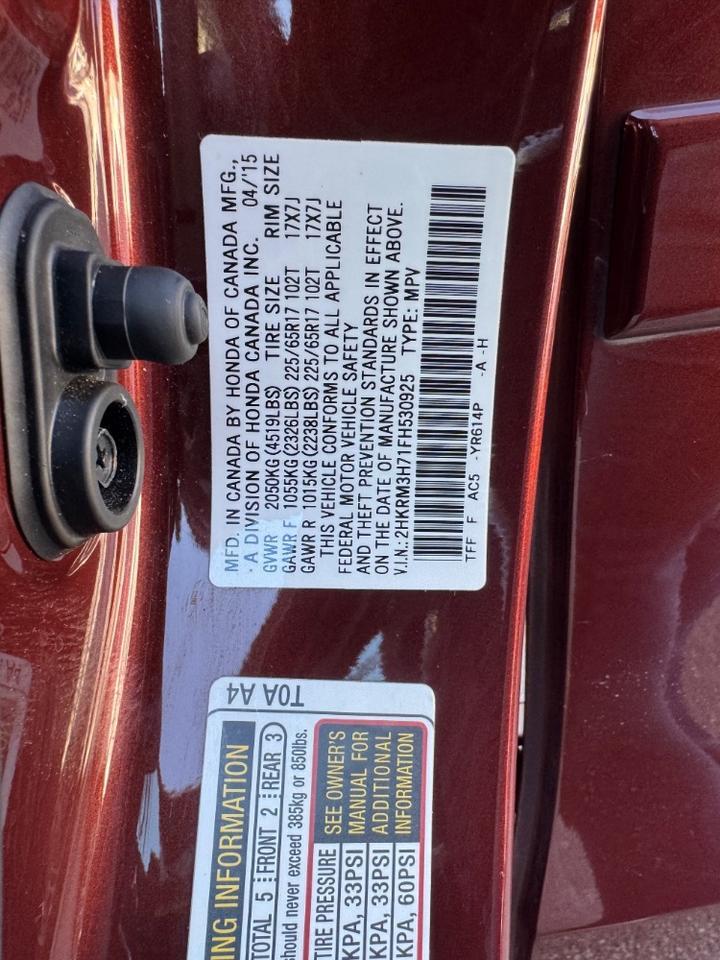 MFD. IN CANADA BY HONDA OF CANADA MFG.,
A DIVISION OF HONDA CANADA INC. 04/'15
GVWR 2050KG(4519LBS) TIRE SIZE RIM SIZE
GAWR F 1055KG(2326LBS) 225/65R17 102T 17X7J
GAWR R 1015KG(2238LBS) 225/65R17 102T 17X7J
THIS VEHICLE CONFORMS TO ALL APPLICABLE
FEDERAL MOTOR VEHICLE SAFETY
AND THEFT PREVENTION STANDARDS IN EFFECT
ON THE DATE OF MANUFACTURE SHOWN ABOVE.
V.I.N.: 2HKRM3H71FH530925 TYPE: MPV
TFF F AC5 -YR614P -A -H
T0A A4
ING INFORMATION
TOTAL 5 FRONT 2 REAR 3
should never exceed 385kg or 850lbs.
TIRE PRESSURE
KPA, 33PSI
KPA, 33PSI
KPA, 60PSI
SEE OWNER'S
MANUAL FOR
ADDITIONAL
INFORMATION